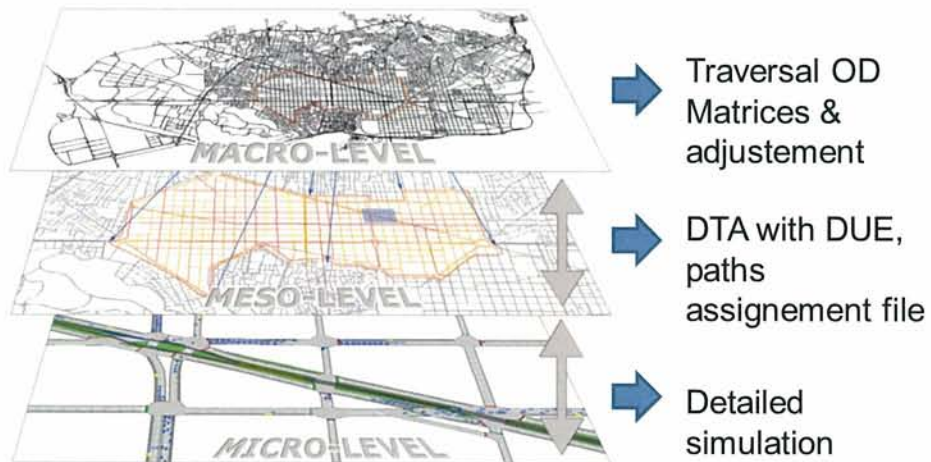 MACRO-LEVEL
Traversal OD
Matrices &
adjustement
MESO-LEVEL
DTA with DUE,
paths
assignement file
MICRO-LEVEL
Detailed
simulation